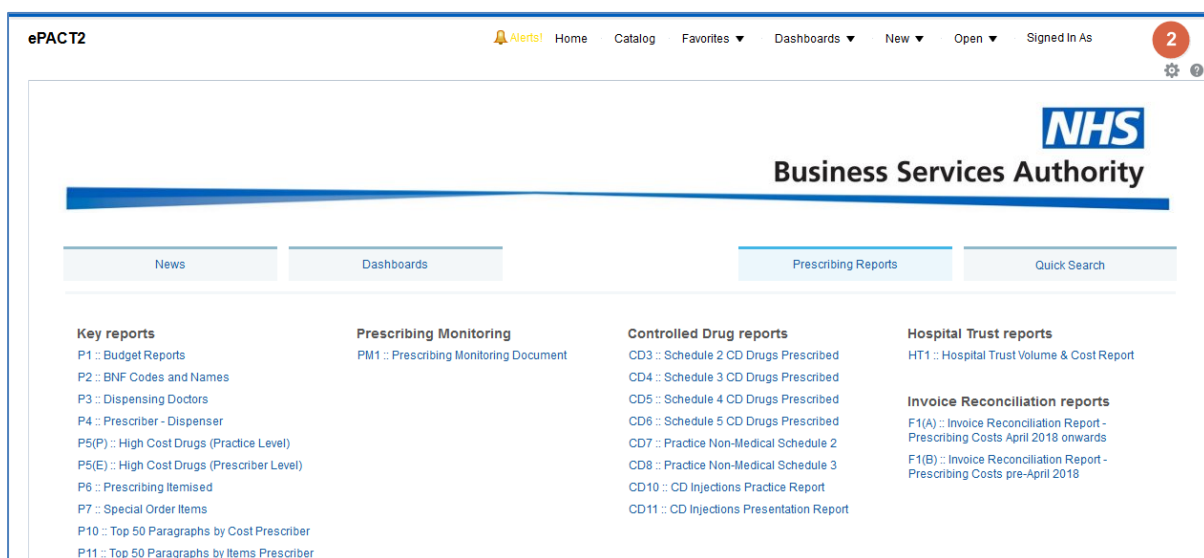 ePACT2
Alerts! Home Catalog Favorites ▼ Dashboards ▼ New ▼ Open ▼ Signed In As
2
?
NHS
Business Services Authority
News Dashboards Prescribing Reports Quick Search
Key reports
P1 :: Budget Reports
P2 :: BNF Codes and Names
P3 :: Dispensing Doctors
P4 :: Prescriber - Dispenser
P5(P) :: High Cost Drugs (Practice Level)
P5(E) :: High Cost Drugs (Prescriber Level)
P6 :: Prescribing Itemised
P7 :: Special Order Items
P10 :: Top 50 Paragraphs by Cost Prescriber
P11 :: Top 50 Paragraphs by Items Prescriber
Prescribing Monitoring
PM1 :: Prescribing Monitoring Document
Controlled Drug reports
CD3 :: Schedule 2 CD Drugs Prescribed
CD4 :: Schedule 3 CD Drugs Prescribed
CD5 :: Schedule 4 CD Drugs Prescribed
CD6 :: Schedule 5 CD Drugs Prescribed
CD7 :: Practice Non-Medical Schedule 2
CD8 :: Practice Non-Medical Schedule 3
CD10 :: CD Injections Practice Report
CD11 :: CD Injections Presentation Report
Hospital Trust reports
HT1 :: Hospital Trust Volume & Cost Report
Invoice Reconciliation reports
F1(A) :: Invoice Reconciliation Report -
Prescribing Costs April 2018 onwards
F1(B) :: Invoice Reconciliation Report -
Prescribing Costs pre-April 2018